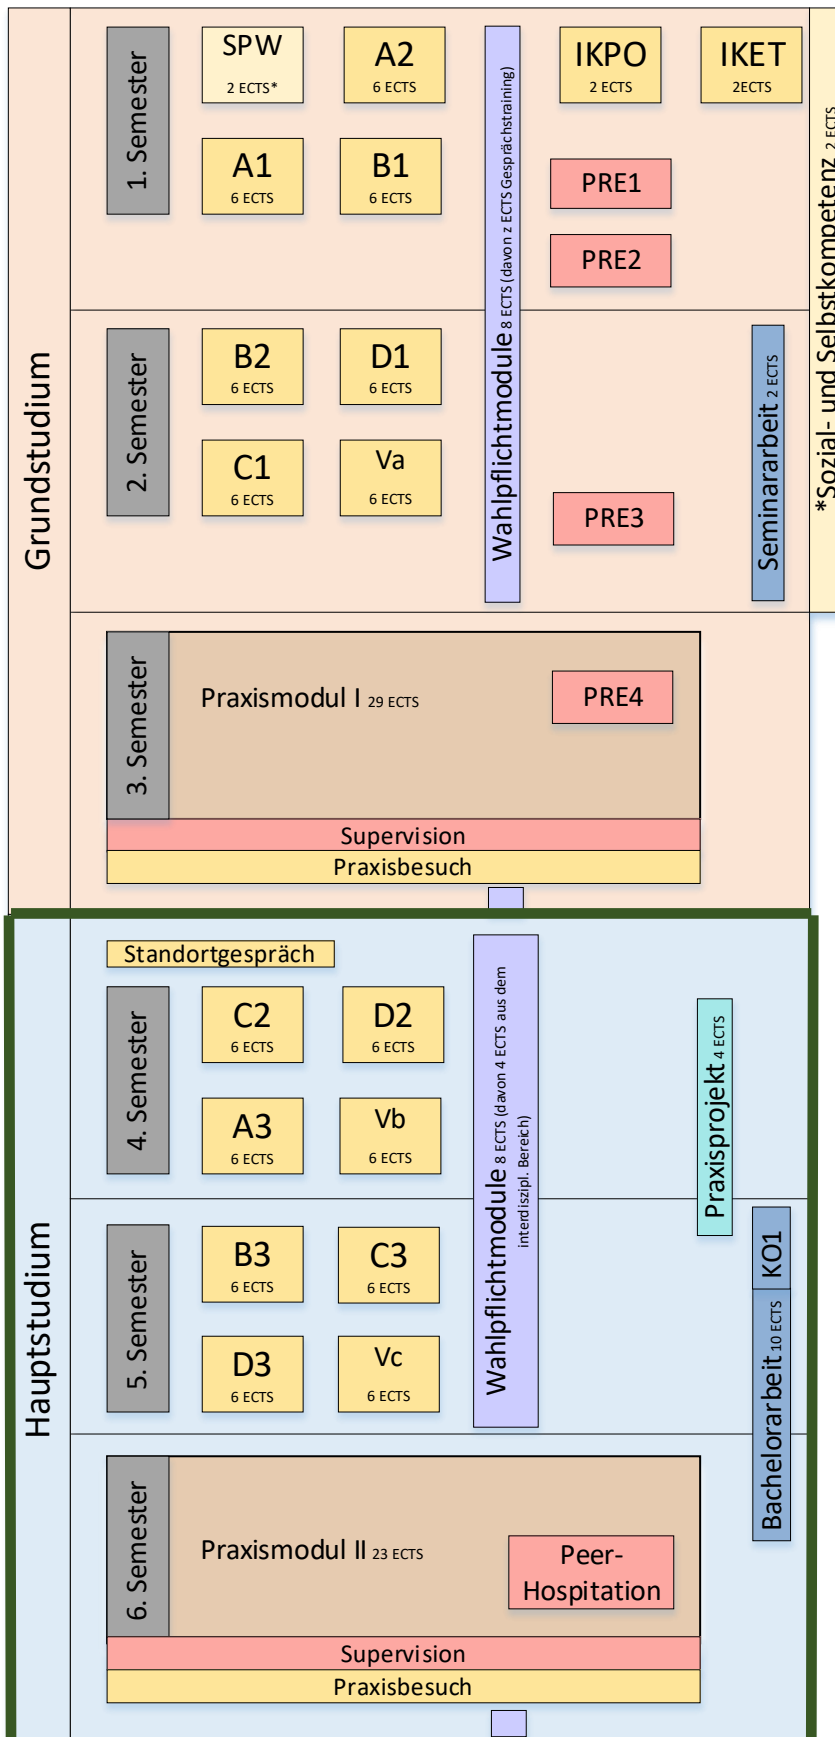 Grundstudium
1. Semester
SPW
2 ECTS*
A2
6 ECTS
A1
6 ECTS
B1
6 ECTS
Wahlpflichtmodule 8 ECTS (davon z ECTS Gesprächstraining)
IKPO
2 ECTS
IKET
2ECTS
PRE1
PRE2
*Sozial- und Selbstkompetenz 2 ECTS
2. Semester
B2
6 ECTS
D1
6 ECTS
C1
6 ECTS
Va
6 ECTS
PRE3
Seminararbeit 2 ECTS
3. Semester
Praxismodul I 29 ECTS
PRE4
Supervision
Praxisbesuch
Hauptstudium
Standortgespräch
4. Semester
C2
6 ECTS
D2
6 ECTS
A3
6 ECTS
Vb
6 ECTS
Wahlpflichtmodule 8 ECTS (davon 4 ECTS aus dem
interdiszipl. Bereich)
Praxisprojekt 4 ECTS
5. Semester
B3
6 ECTS
C3
6 ECTS
D3
6 ECTS
Vc
6 ECTS
KO1
Bachelorarbeit 10 ECTS
6. Semester
Praxismodul II 23 ECTS
Peer-
Hospitation
Supervision
Praxisbesuch